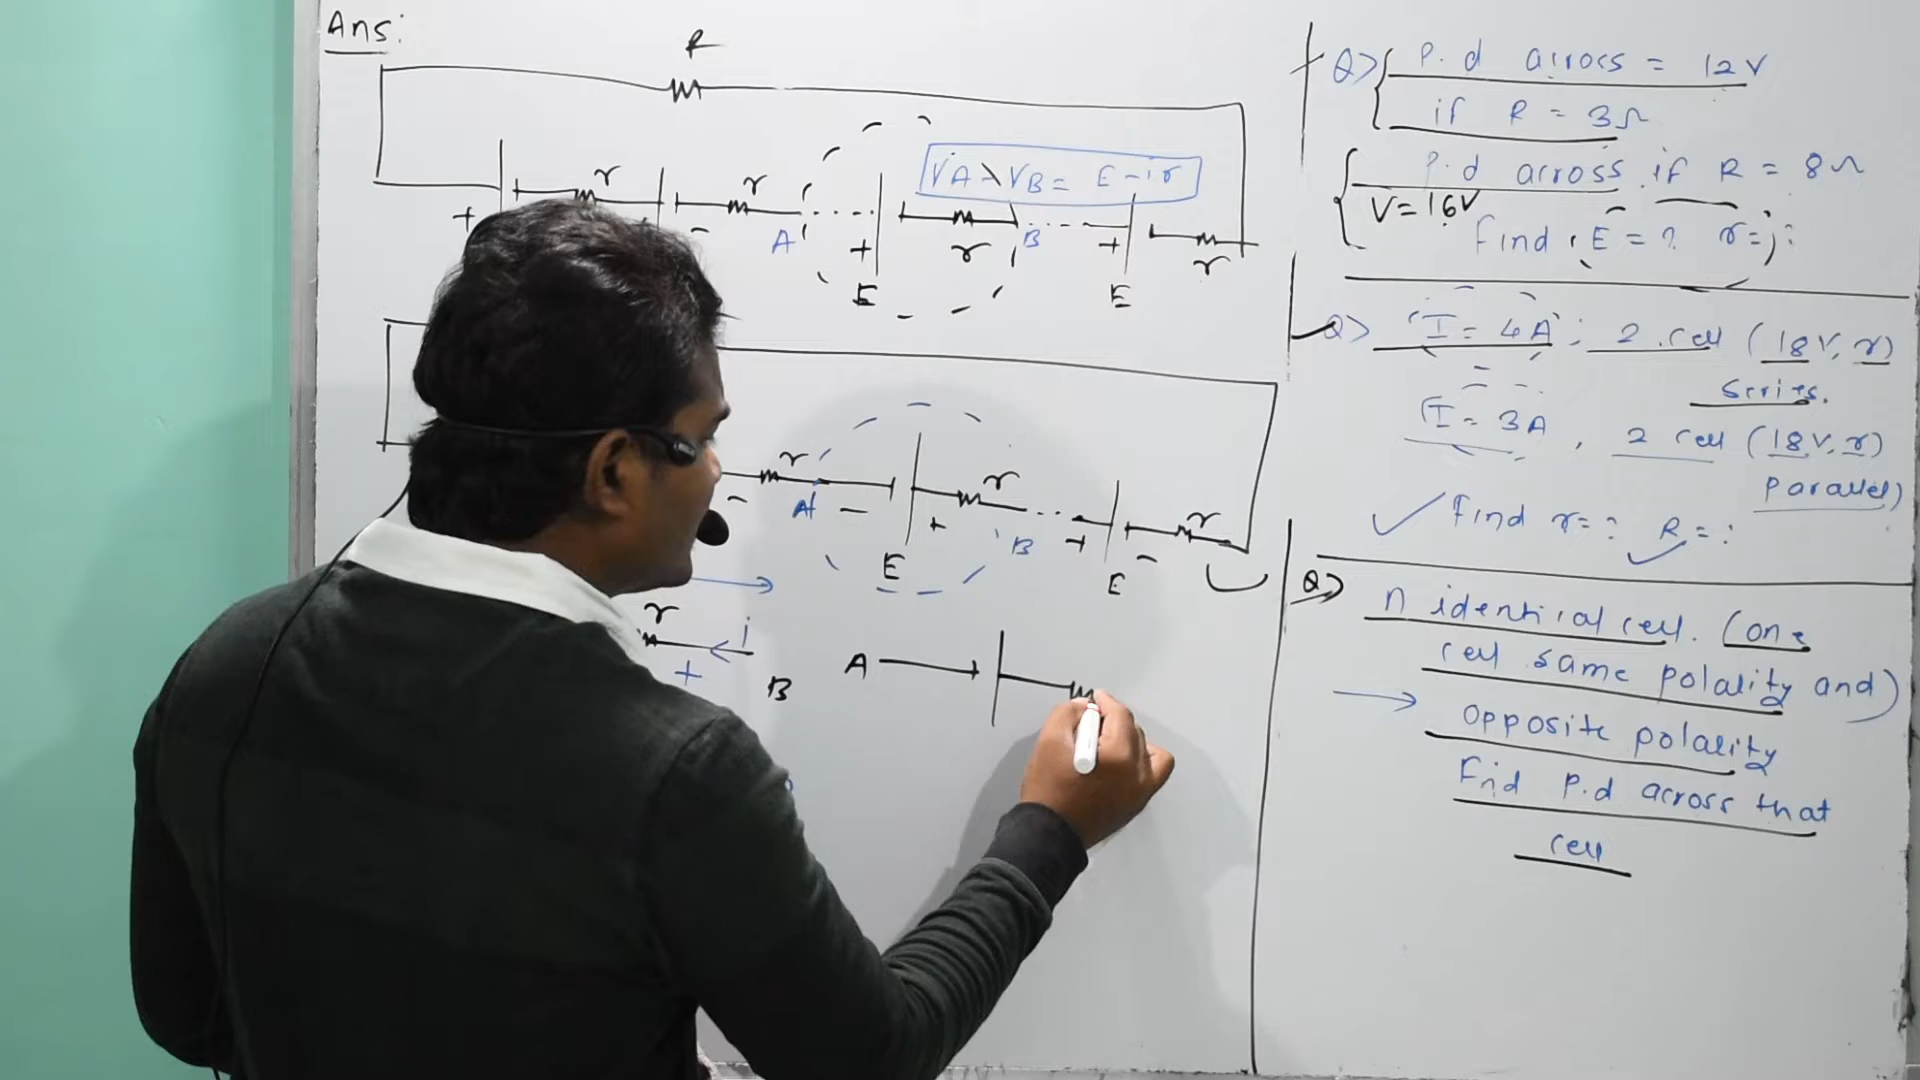 Ans:
R
r
r
r
r
+
-
A
+
B
+
E
E
VA - VB = E - ir
r
r
r
-
A
-
+
B
+
-
E
E
r
i
+
B
A
Q> P.d across = 12V
if R = 3Ω
P.d across if R = 8Ω
V = 16V
Find E = ? r = ?
Q> I = 4A ; 2 cell (18V, r)
Series.
I = 3A , 2 cell (18V, r)
Parallel)
Find r = ? R = ?
Q>
n identical cell. (one
cell same polality and)
opposite polality
Find P.d across that
cell